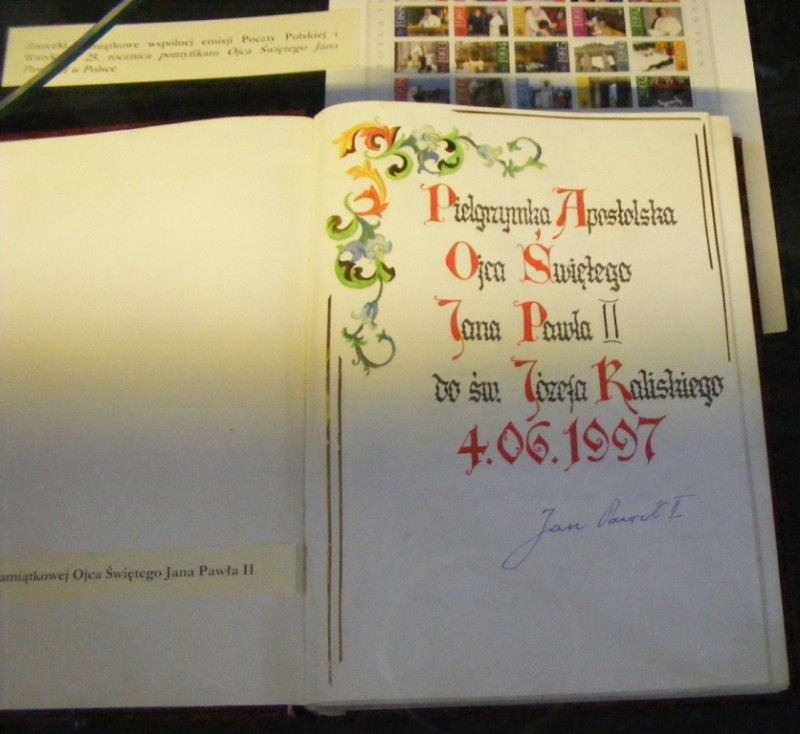 Znaczki pamiątkowe wspólnej emisji Poczty Polskiej i
25. rocznica pontyfikatu Ojca Świętego Jana
w Polsce
Pielgrzymka Apostolska
Ojca Świętego
Jana Pawła II
do św. Józefa Kaliskiego
4.06.1997
Jan Paweł II
amiątkowej Ojca Świętego Jana Pawła II